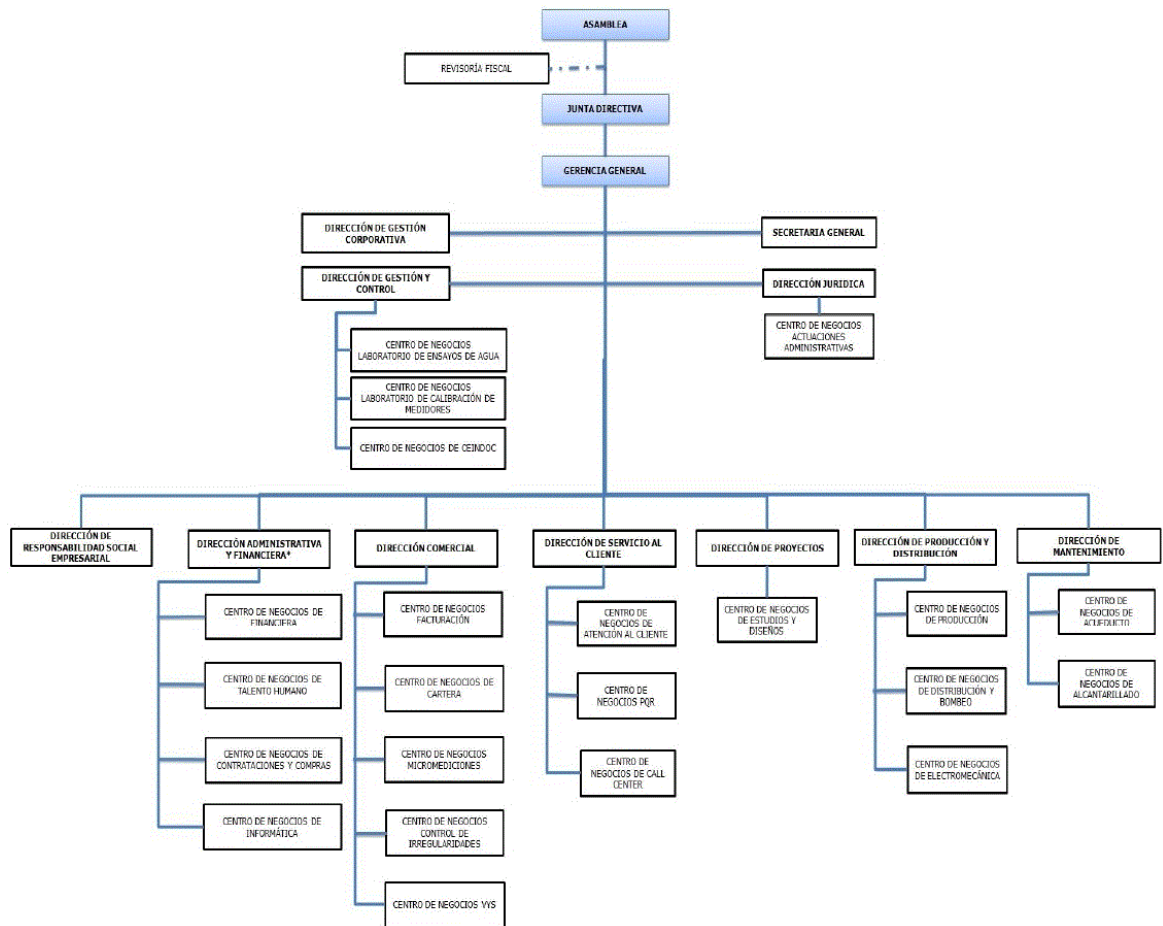 ASAMBLEA
REVISORÍA FISCAL
JUNTA DIRECTIVA
GERENCIA GENERAL
DIRECCIÓN DE GESTIÓN
CORPORATIVA
SECRETARIA GENERAL
DIRECCIÓN DE GESTIÓN Y
CONTROL
DIRECCIÓN JURIDICA
CENTRO DE NEGOCIOS
ACTUACIONES
ADMINISTRATIVAS
CENTRO DE NEGOCIOS
LABORATORIO DE ENSAYOS DE AGUA
CENTRO DE NEGOCIOS
LABORATORIO DE CALIBRACIÓN DE
MEDIDORES
CENTRO DE NEGOCIOS DE CEINDOC
DIRECCIÓN DE
RESPONSABILIDAD SOCIAL
EMPRESARIAL
DIRECCIÓN ADMINISTRATIVA
Y FINANCIERA*
CENTRO DE NEGOCIOS DE
FINANCIERA
CENTRO DE NEGOCIOS DE
TALENTO HUMANO
CENTRO DE NEGOCIOS DE
CONTRATACIONES Y COMPRAS
CENTRO DE NEGOCIOS DE
INFORMÁTICA
DIRECCIÓN COMERCIAL
CENTRO DE NEGOCIOS
FACTURACIÓN
CENTRO DE NEGOCIOS DE
CARTERA
CENTRO DE NEGOCIOS
MICROMEDICIONES
CENTRO DE NEGOCIOS
CONTROL DE
IRREGULARIDADES
CENTRO DE NEGOCIOS VYS
DIRECCIÓN DE SERVICIO AL
CLIENTE
CENTRO DE
NEGOCIOS DE
ATENCIÓN AL CLIENTE
CENTRO DE
NEGOCIOS PQR
CENTRO DE
NEGOCIOS DE CALL
CENTER
DIRECCIÓN DE PROYECTOS
CENTRO DE NEGOCIOS
DE ESTUDIOS Y
DISEÑOS
DIRECCIÓN DE PRODUCCIÓN Y
DISTRIBUCIÓN
CENTRO DE NEGOCIOS
DE PRODUCCIÓN
CENTRO DE NEGOCIOS
DE DISTRIBUCIÓN Y
BOMBEO
CENTRO DE NEGOCIOS
DE ELECTROMECÁNICA
DIRECCIÓN DE
MANTENIMIENTO
CENTRO DE
NEGOCIOS DE
ACUEDUCTO
CENTRO DE
NEGOCIOS DE
ALCANTARILLADO